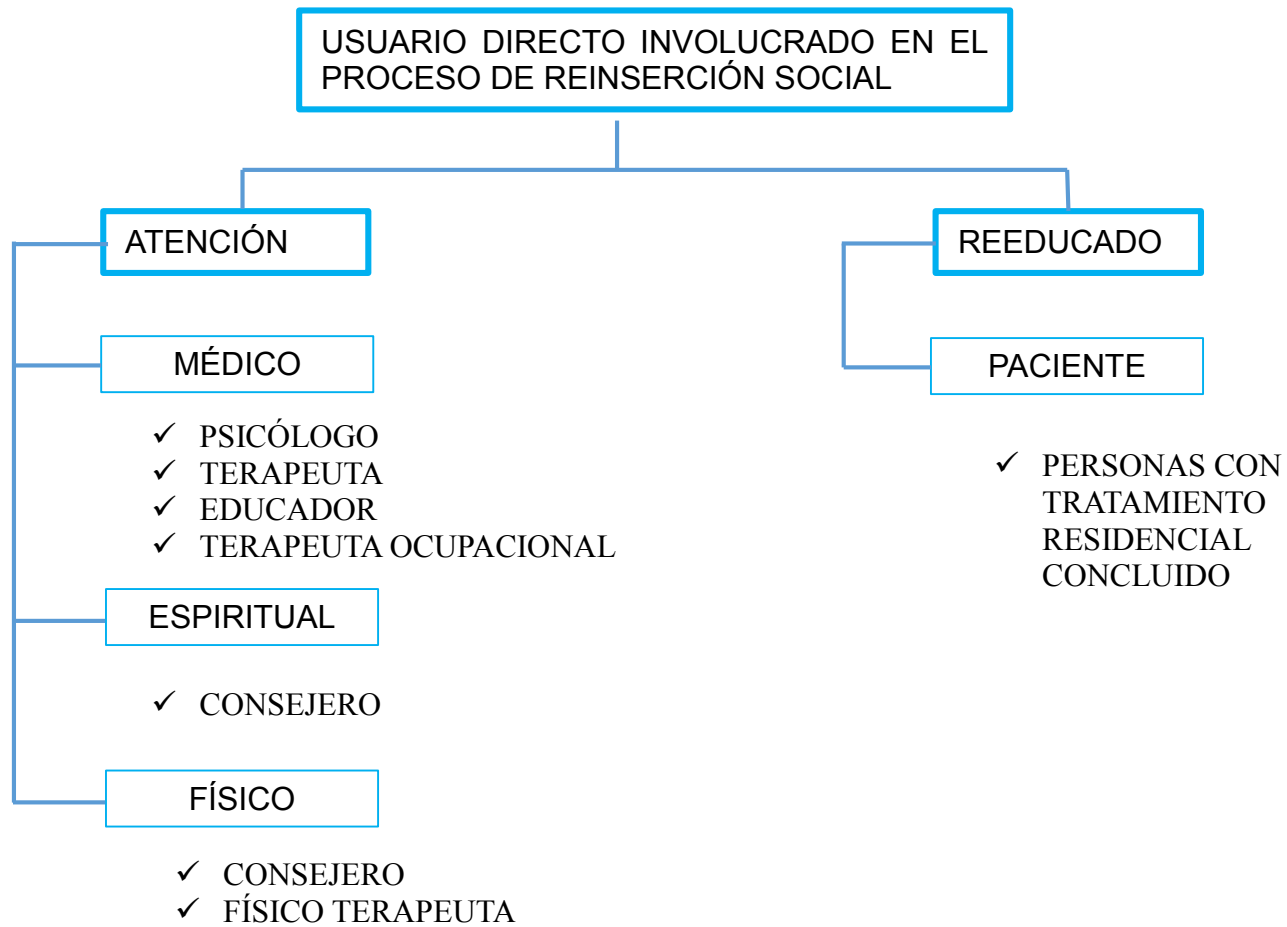 USUARIO DIRECTO INVOLUCRADO EN EL
PROCESO DE REINSERCIÓN SOCIAL
ATENCIÓN
MÉDICO
✓ PSICÓLOGO
✓ TERAPEUTA
✓ EDUCADOR
✓ TERAPEUTA OCUPACIONAL
ESPIRITUAL
✓ CONSEJERO
FÍSICO
✓ CONSEJERO
✓ FÍSICO TERAPEUTA
REEDUCADO
PACIENTE
✓ PERSONAS CON
TRATAMIENTO
RESIDENCIAL
CONCLUIDO